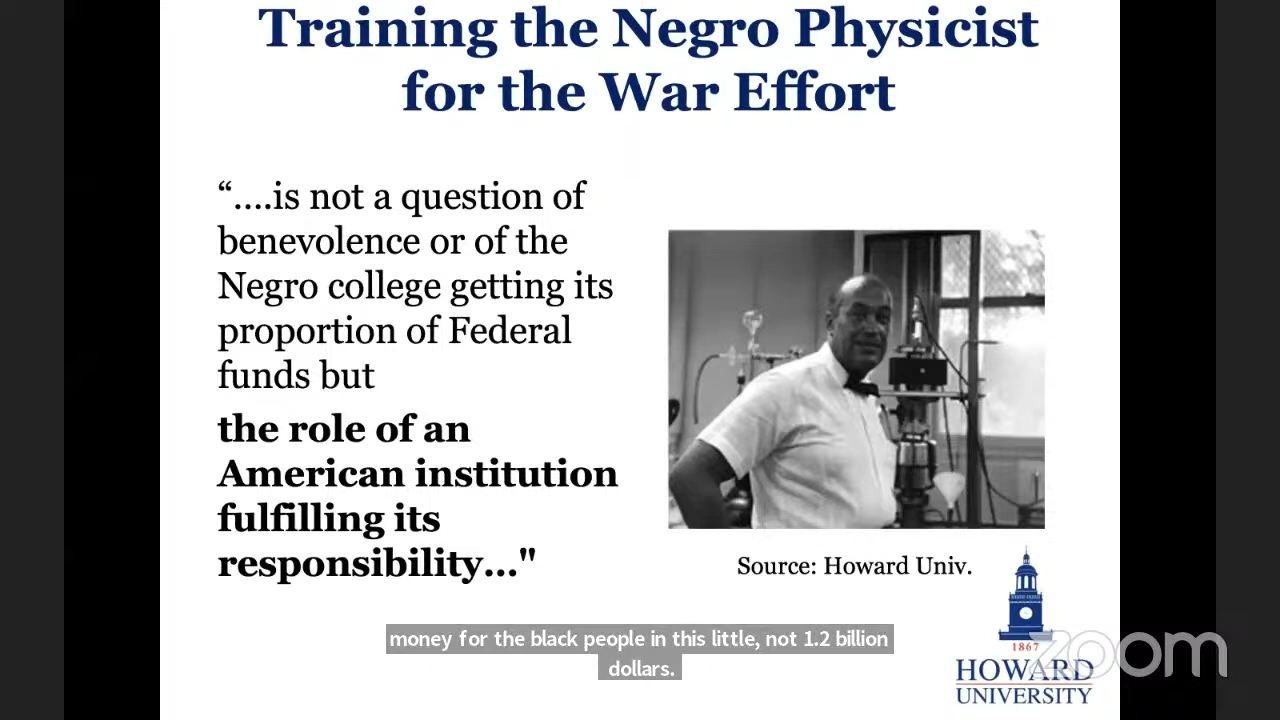 Training the Negro Physicist
for the War Effort
“....is not a question of
benevolence or of the
Negro college getting its
proportion of Federal
funds but
the role of an
American institution
fulfilling its
responsibility..."
Source: Howard Univ.
money for the black people in this little, not 1.2 billion
dollars.
1867
HOWARD
UNIVERSITY
zoom